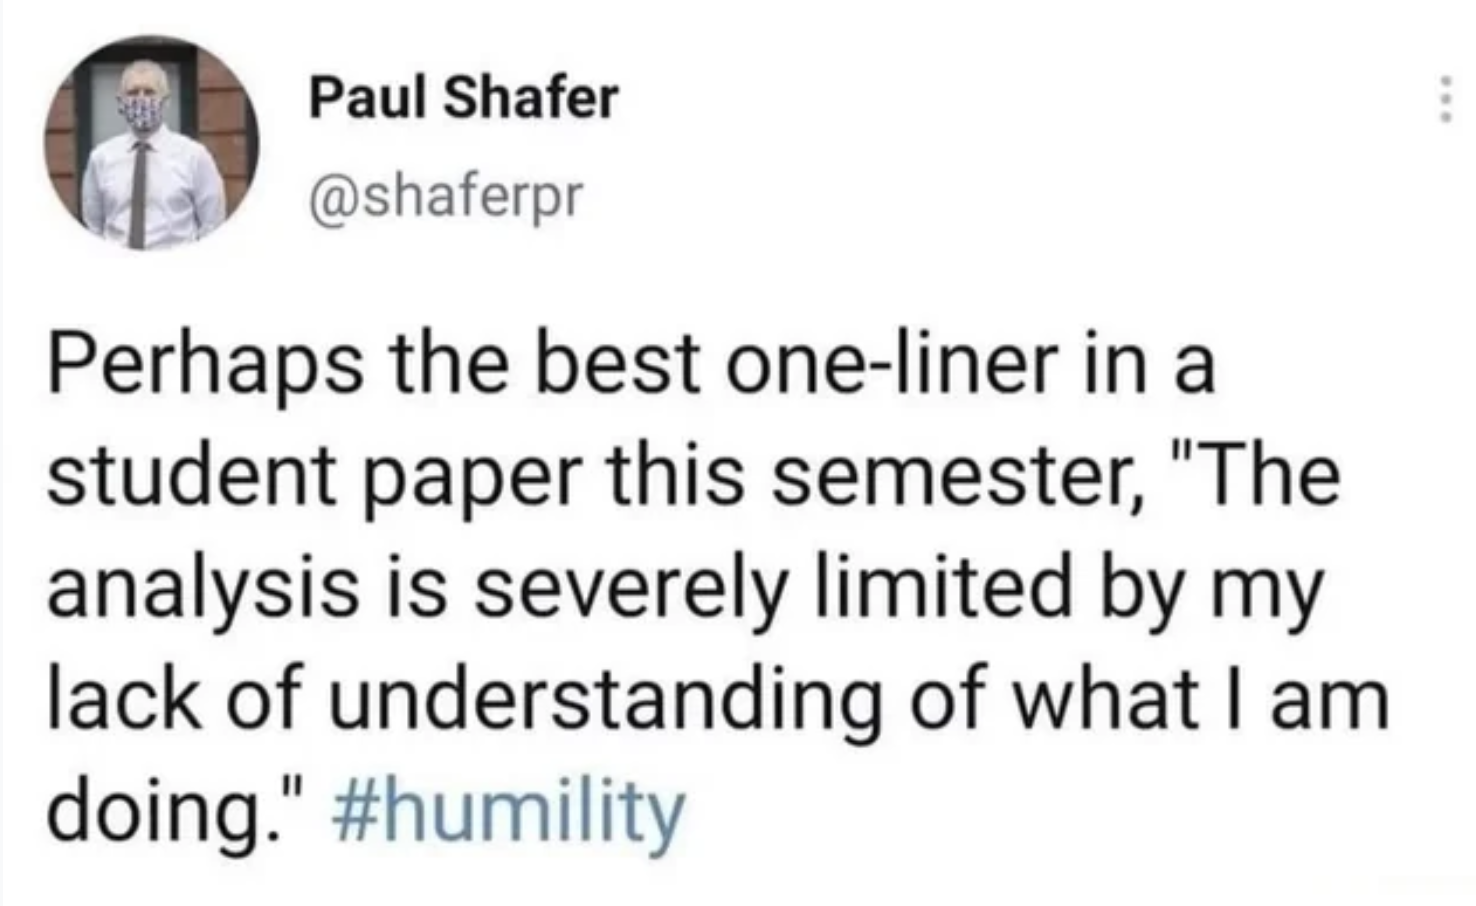 Paul Shafer
@shaferpr
Perhaps the best one-liner in a
student paper this semester, "The
analysis is severely limited by my
lack of understanding of what I am
doing." #humility